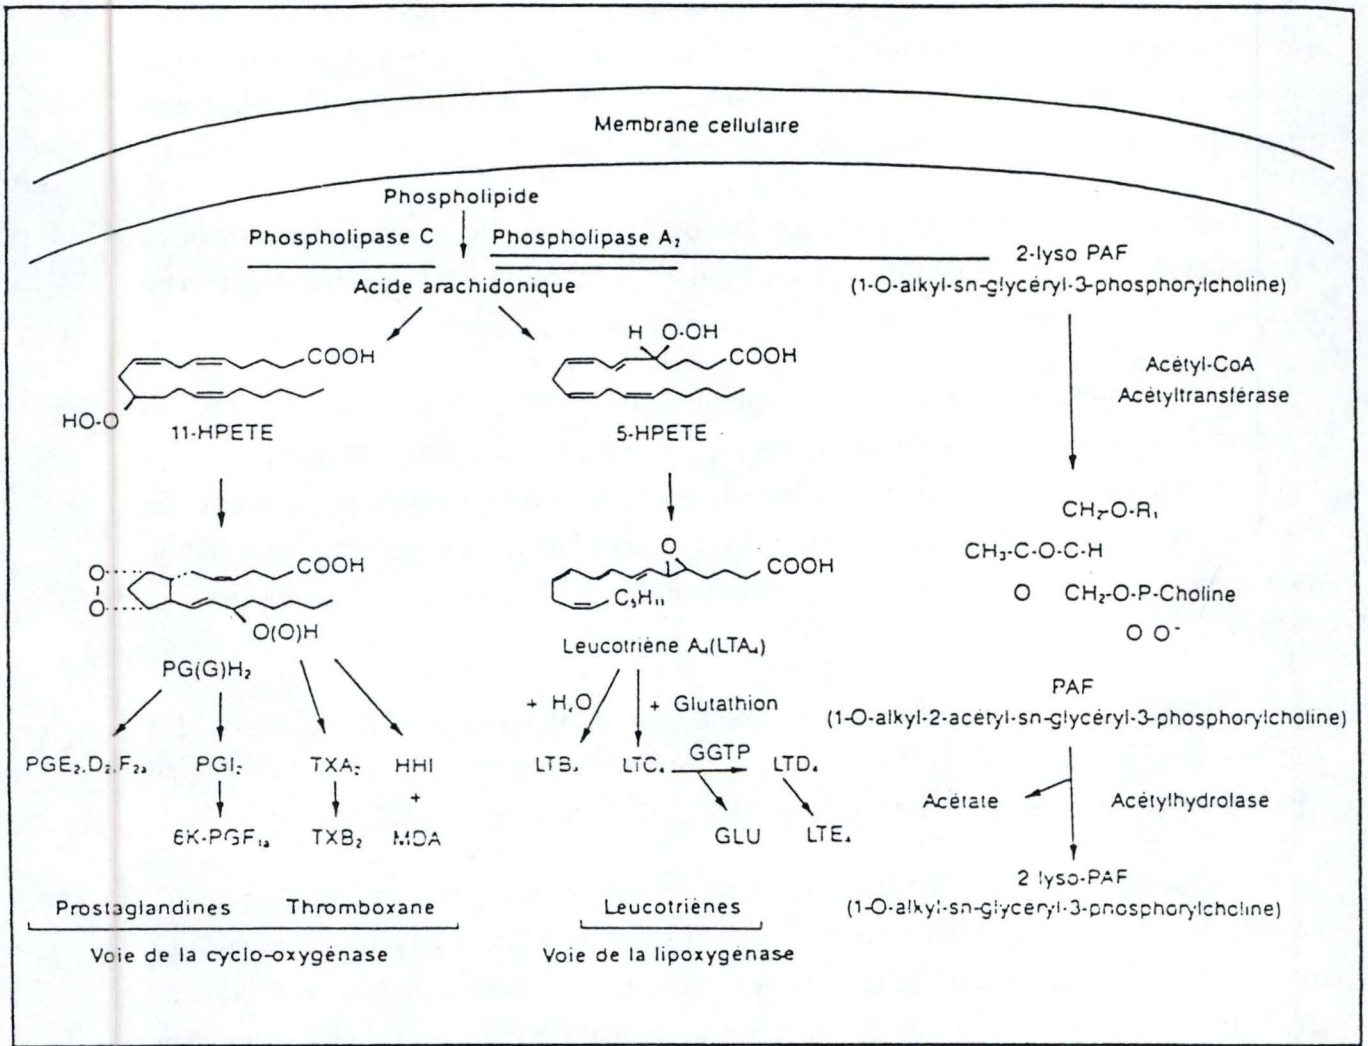 Membrane cellulaire
Phospholipide
Phospholipase C
Phospholipase A₂
Acide arachidonique
2-lyso PAF
(1-O-alkyl-sn-glycéryl-3-phosphorylcholine)
COOH
HO-O
11-HPETE
H O-OH
COOH
5-HPETE
Acétyl-CoA
Acétyltransférase
O
O
COOH
O(O)H
PG(G)H₂
O
COOH
C₅H₁₁
Leucotriène A₄(LTA₄)
CH₂-O-R₁
CH₃-C-O-C-H
O CH₂-O-P-Choline
O O⁻
PAF
(1-O-alkyl-2-acétyl-sn-glycéryl-3-phosphorylcholine)
+ H₂O
+ Glutathion
PGE₂.D₂.F₂ₐ PGI₂ TXA₂ HHI
+
6K-PGF₁ₐ TXB₂ MDA
LTB₄ LTC₄ GGTP LTD₄
GLU LTE₄
Acétate
Acétylhydrolase
2 lyso-PAF
(1-O-alkyl-sn-glycéryl-3-phosphorylcholine)
Prostaglandines Thromboxane
Voie de la cyclo-oxygénase
Leucotriènes
Voie de la lipoxygénase